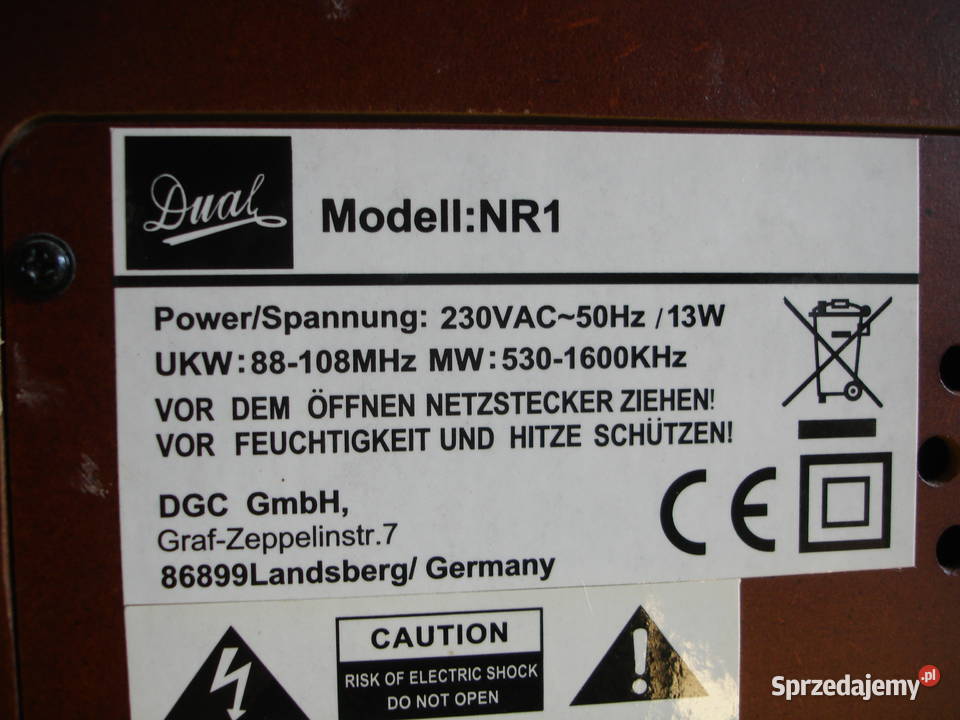 Dual
Modell:NR1
Power/Spannung: 230VAC~50Hz /13W
UKW:88-108MHz MW:530-1600KHz
VOR DEM ÖFFNEN NETZSTECKER ZIEHEN!
VOR FEUCHTIGKEIT UND HITZE SCHÜTZEN!
CE
DGC GmbH,
Graf-Zeppelinstr.7
86899Landsberg/ Germany
CAUTION
RISK OF ELECTRIC SHOCK
DO NOT OPEN
Sprzedajemy.pl